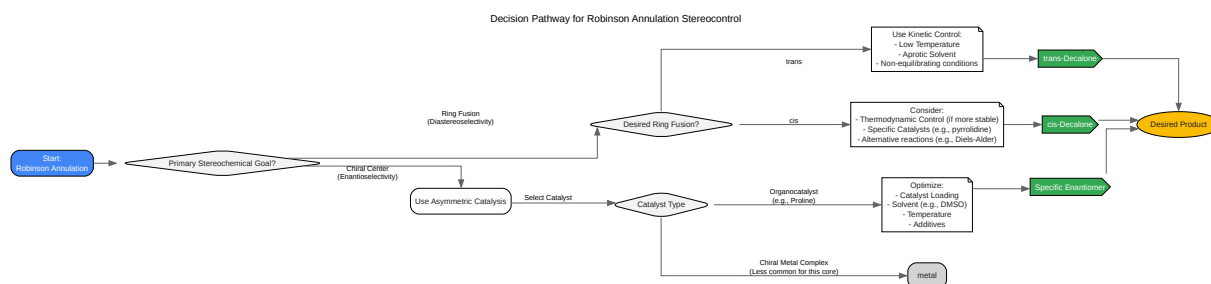 Decision Pathway for Robinson Annulation Stereocontrol
Start:
Robinson Annulation
Primary Stereochemical Goal?
Ring Fusion
(Diastereoselectivity)
Chiral Center
(Enantioselectivity)
Desired Ring Fusion?
trans
Use Kinetic Control:
- Low Temperature
- Aprotic Solvent
- Non-equilibrating conditions
trans-Decalone
cis
Consider:
- Thermodynamic Control (if more stable)
- Specific Catalysts (e.g., pyrrolidine)
- Alternative reactions (e.g., Diels-Alder)
cis-Decalone
Desired Product
Use Asymmetric Catalysis
Select Catalyst
Catalyst Type
Organocatalyst
(e.g., Proline)
Optimize:
- Catalyst Loading
- Solvent (e.g., DMSO)
- Temperature
- Additives
Specific Enantiomer
Chiral Metal Complex
(Less common for this core)
metal